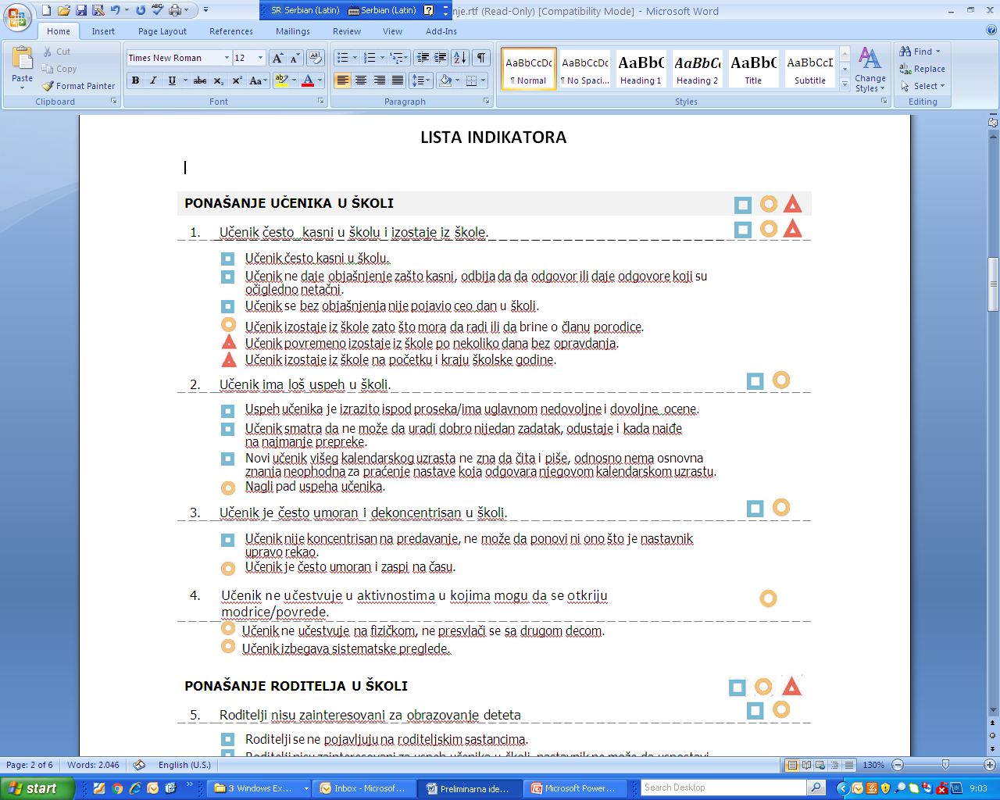 SR Serbian (Latin) Serbian (Latin) nje.rtf (Read-Only) [Compatibility Mode] - Microsoft Word
Home Insert Page Layout References Mailings Review View Add-Ins
Paste Cut Copy Format Painter Clipboard
Times New Roman 12 Font
Paragraph
AaBbCcDc ¶ Normal AaBbCcDc ¶ No Spaci... AaBbC Heading 1 AaBbCc Heading 2 AaBbC Title AaBbCcI Subtitle Change Styles Styles
Find Replace Select Editing
LISTA INDIKATORA
PONAŠANJE UČENIKA U ŠKOLI
1. Učenik često kasni u školu i izostaje iz škole.
Učenik često kasni u školu.
Učenik ne daje objašnjenje zašto kasni, odbija da da odgovor ili daje odgovore koji su
očigledno netačni.
Učenik se bez objašnjenja nije pojavio ceo dan u školi.
Učenik izostaje iz škole zato što mora da radi ili da brine o članu porodice.
Učenik povremeno izostaje iz škole po nekoliko dana bez opravdanja.
Učenik izostaje iz škole na početku i kraju školske godine.
2. Učenik ima loš uspeh u školi.
Uspeh učenika je izrazito ispod proseka/ima uglavnom nedovoljne i dovoljne ocene.
Učenik smatra da ne može da uradi dobro nijedan zadatak, odustaje i kada naiđe
na najmanje prepreke.
Novi učenik višeg kalendarskog uzrasta ne zna da čita i piše, odnosno nema osnovna
znanja neophodna za praćenje nastave koja odgovara njegovom kalendarskom uzrastu.
Nagli pad uspeha učenika.
3. Učenik je često umoran i dekoncentrisan u školi.
Učenik nije koncentrisan na predavanje, ne može da ponovi ni ono što je nastavnik
upravo rekao.
Učenik je često umoran i zaspi na času.
4. Učenik ne učestvuje u aktivnostima u kojima mogu da se otkriju
modrice/povrede.
Učenik ne učestvuje na fizičkom, ne presvlači se sa drugom decom.
Učenik izbegava sistematske preglede.
PONAŠANJE RODITELJA U ŠKOLI
5. Roditelji nisu zainteresovani za obrazovanje deteta
Roditelji se ne pojavljuju na roditeljskim sastancima.
Roditelji nisu zainteresovani za uspeh učenika u školi, nastavnik ne može da uspostavi
Page: 2 of 6 Words: 2.046 English (U.S.) 130%
start 3 Windows Ex... Inbox - Microsof... Preliminarna ide... Microsoft Power... Search Desktop 9:03